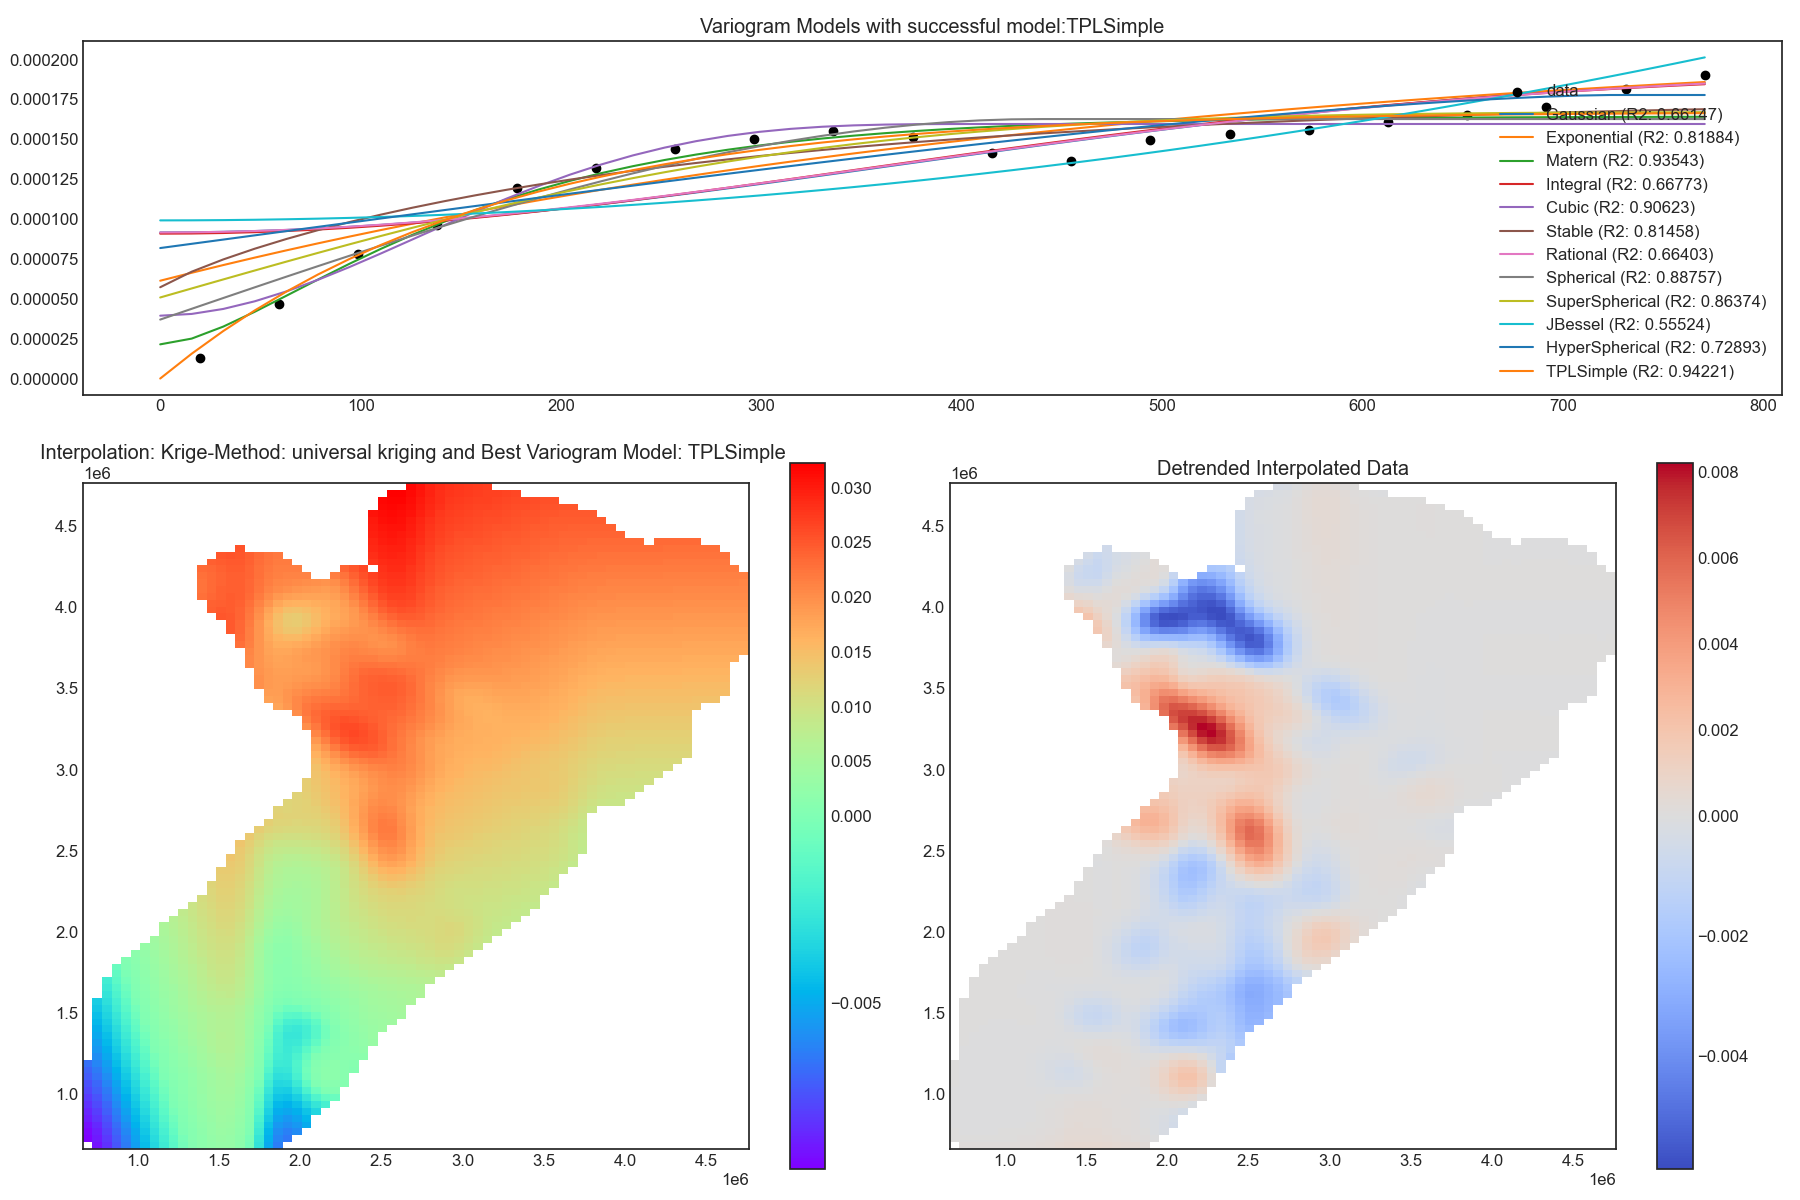 Variogram Models with successful model:TPLSimple
0.000200
0.000175
0.000150
0.000125
0.000100
0.000075
0.000050
0.000025
0.000000
data
Gaussian (R2: 0.66147)
Exponential (R2: 0.81884)
Matern (R2: 0.93543)
Integral (R2: 0.66773)
Cubic (R2: 0.90623)
Stable (R2: 0.81458)
Rational (R2: 0.66403)
Spherical (R2: 0.88757)
SuperSpherical (R2: 0.86374)
JBessel (R2: 0.55524)
HyperSpherical (R2: 0.72893)
TPLSimple (R2: 0.94221)
0 100 200 300 400 500 600 700 800
Interpolation: Krige-Method: universal kriging and Best Variogram Model: TPLSimple
1e6
4.5
4.0
3.5
3.0
2.5
2.0
1.5
1.0
1.0 1.5 2.0 2.5 3.0 3.5 4.0 4.5
1e6
0.030
0.025
0.020
0.015
0.010
0.005
0.000
−0.005
Detrended Interpolated Data
1e6
4.5
4.0
3.5
3.0
2.5
2.0
1.5
1.0
1.0 1.5 2.0 2.5 3.0 3.5 4.0 4.5
1e6
0.008
0.006
0.004
0.002
0.000
−0.002
−0.004